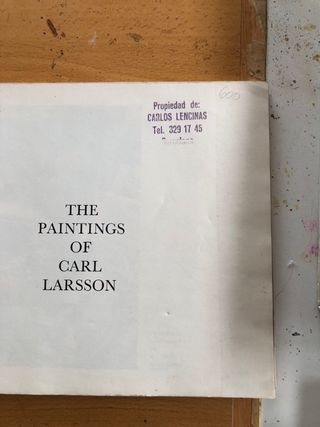 600
Propiedad de:
CARLOS LENCINAS
Tel. 329 17 45
THE
PAINTINGS
OF
CARL
LARSSON